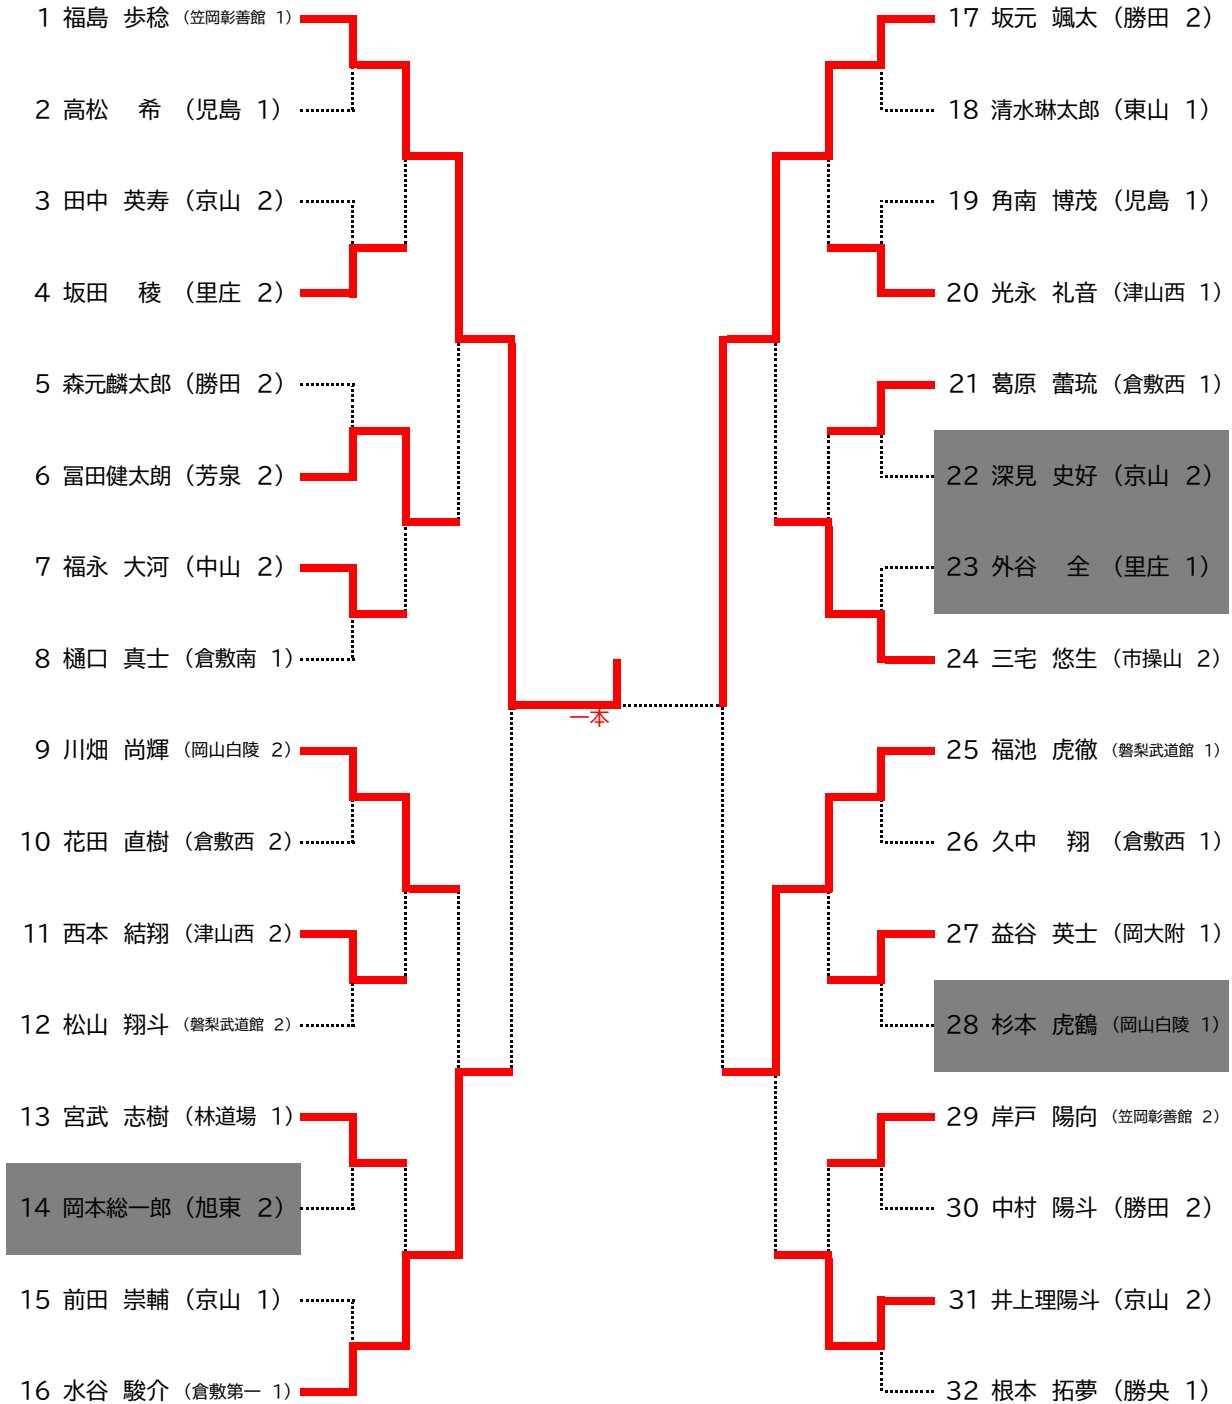 1 福島 歩稔 （笠岡彰善館 1）
2 高松 希 （児島 1）
3 田中 英寿 （京山 2）
4 坂田 稜 （里庄 2）
5 森元麟太郎 （勝田 2）
6 冨田健太朗 （芳泉 2）
7 福永 大河 （中山 2）
8 樋口 真士 （倉敷南 1）
9 川畑 尚輝 （岡山白陵 2）
10 花田 直樹 （倉敷西 2）
11 西本 結翔 （津山西 2）
12 松山 翔斗 （磐梨武道館 2）
13 宮武 志樹 （林道場 1）
14 岡本総一郎 （旭東 2）
15 前田 崇輔 （京山 1）
16 水谷 駿介 （倉敷第一 1）
一本
17 坂元 颯太 （勝田 2）
18 清水琳太郎 （東山 1）
19 角南 博茂 （児島 1）
20 光永 礼音 （津山西 1）
21 葛原 蕾琉 （倉敷西 1）
22 深見 史好 （京山 2）
23 外谷 全 （里庄 1）
24 三宅 悠生 （市操山 2）
25 福池 虎徹 （磐梨武道館 1）
26 久中 翔 （倉敷西 1）
27 益谷 英士 （岡大附 1）
28 杉本 虎鶴 （岡山白陵 1）
29 岸戸 陽向 （笠岡彰善館 2）
30 中村 陽斗 （勝田 2）
31 井上理陽斗 （京山 2）
32 根本 拓夢 （勝央 1）